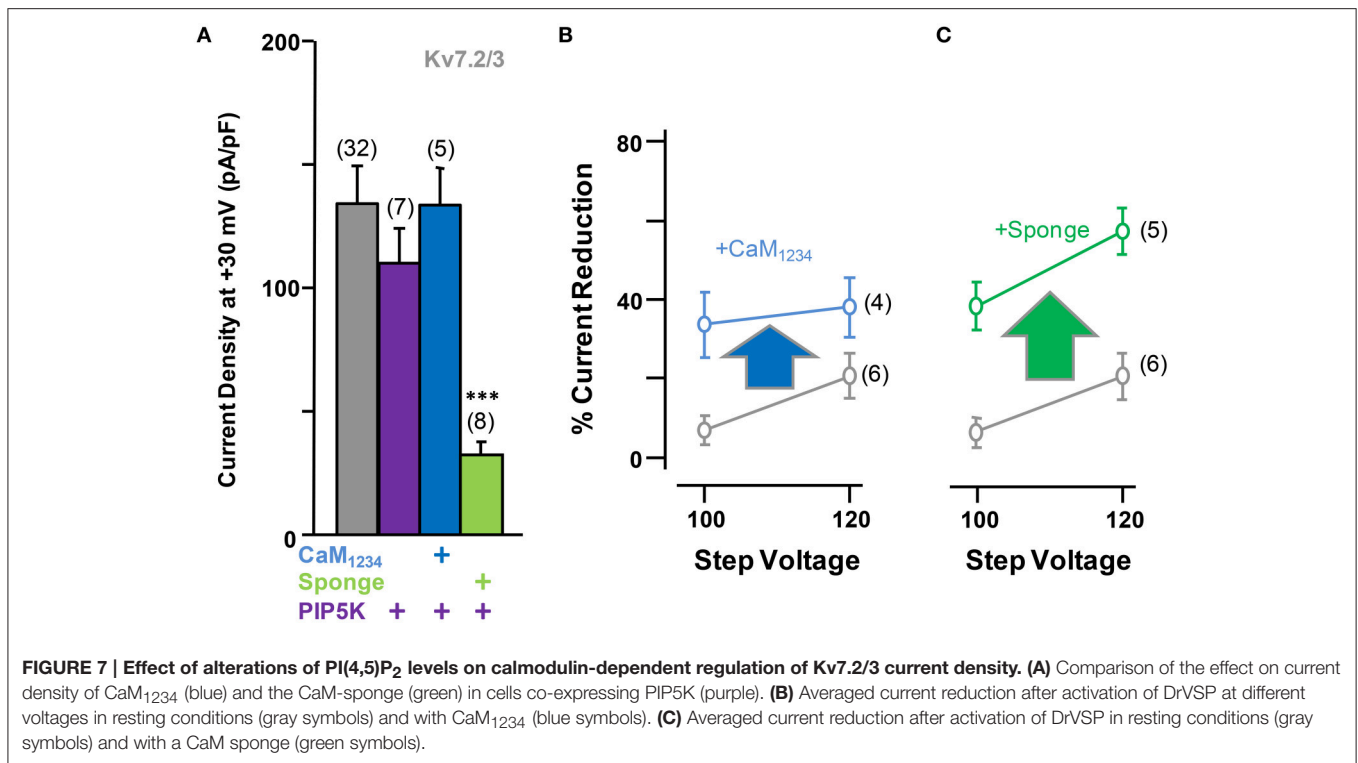 A
B
C
200
100
0
Current Density at +30 mV (pA/pF)
Kv7.2/3
(32)
(7)
(5)
***
(8)
CaM1234 +
Sponge +
PIP5K + + +
80
40
0
% Current Reduction
+CaM1234
(4)
(6)
100 120
Step Voltage
+Sponge
(5)
(6)
100 120
Step Voltage
FIGURE 7 | Effect of alterations of PI(4,5)P2 levels on calmodulin-dependent regulation of Kv7.2/3 current density. (A) Comparison of the effect on current
density of CaM1234 (blue) and the CaM-sponge (green) in cells co-expressing PIP5K (purple). (B) Averaged current reduction after activation of DrVSP at different
voltages in resting conditions (gray symbols) and with CaM1234 (blue symbols). (C) Averaged current reduction after activation of DrVSP in resting conditions (gray
symbols) and with a CaM sponge (green symbols).